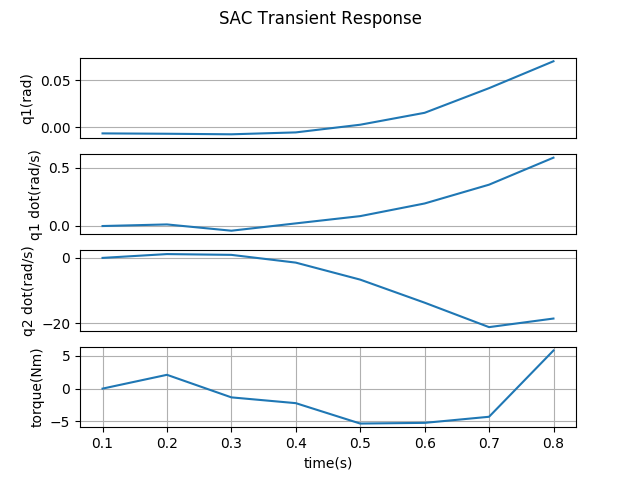 SAC Transient Response
q1(rad)
0.05
0.00
q1 dot(rad/s)
0.5
0.0
q2 dot(rad/s)
0
−20
torque(Nm)
5
0
−5
0.1 0.2 0.3 0.4 0.5 0.6 0.7 0.8
time(s)